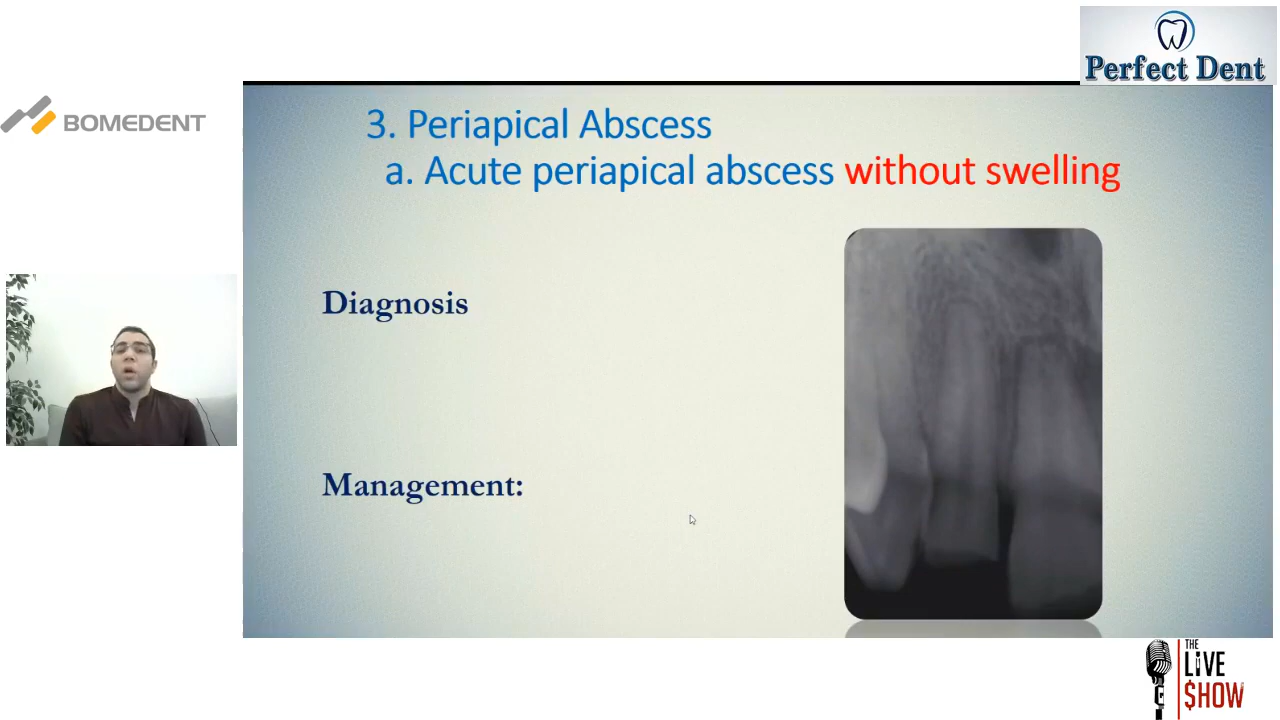 Perfect Dent
BOMEDENT
3. Periapical Abscess
a. Acute periapical abscess without swelling
Diagnosis
Management:
THE
LIVE
$HOW